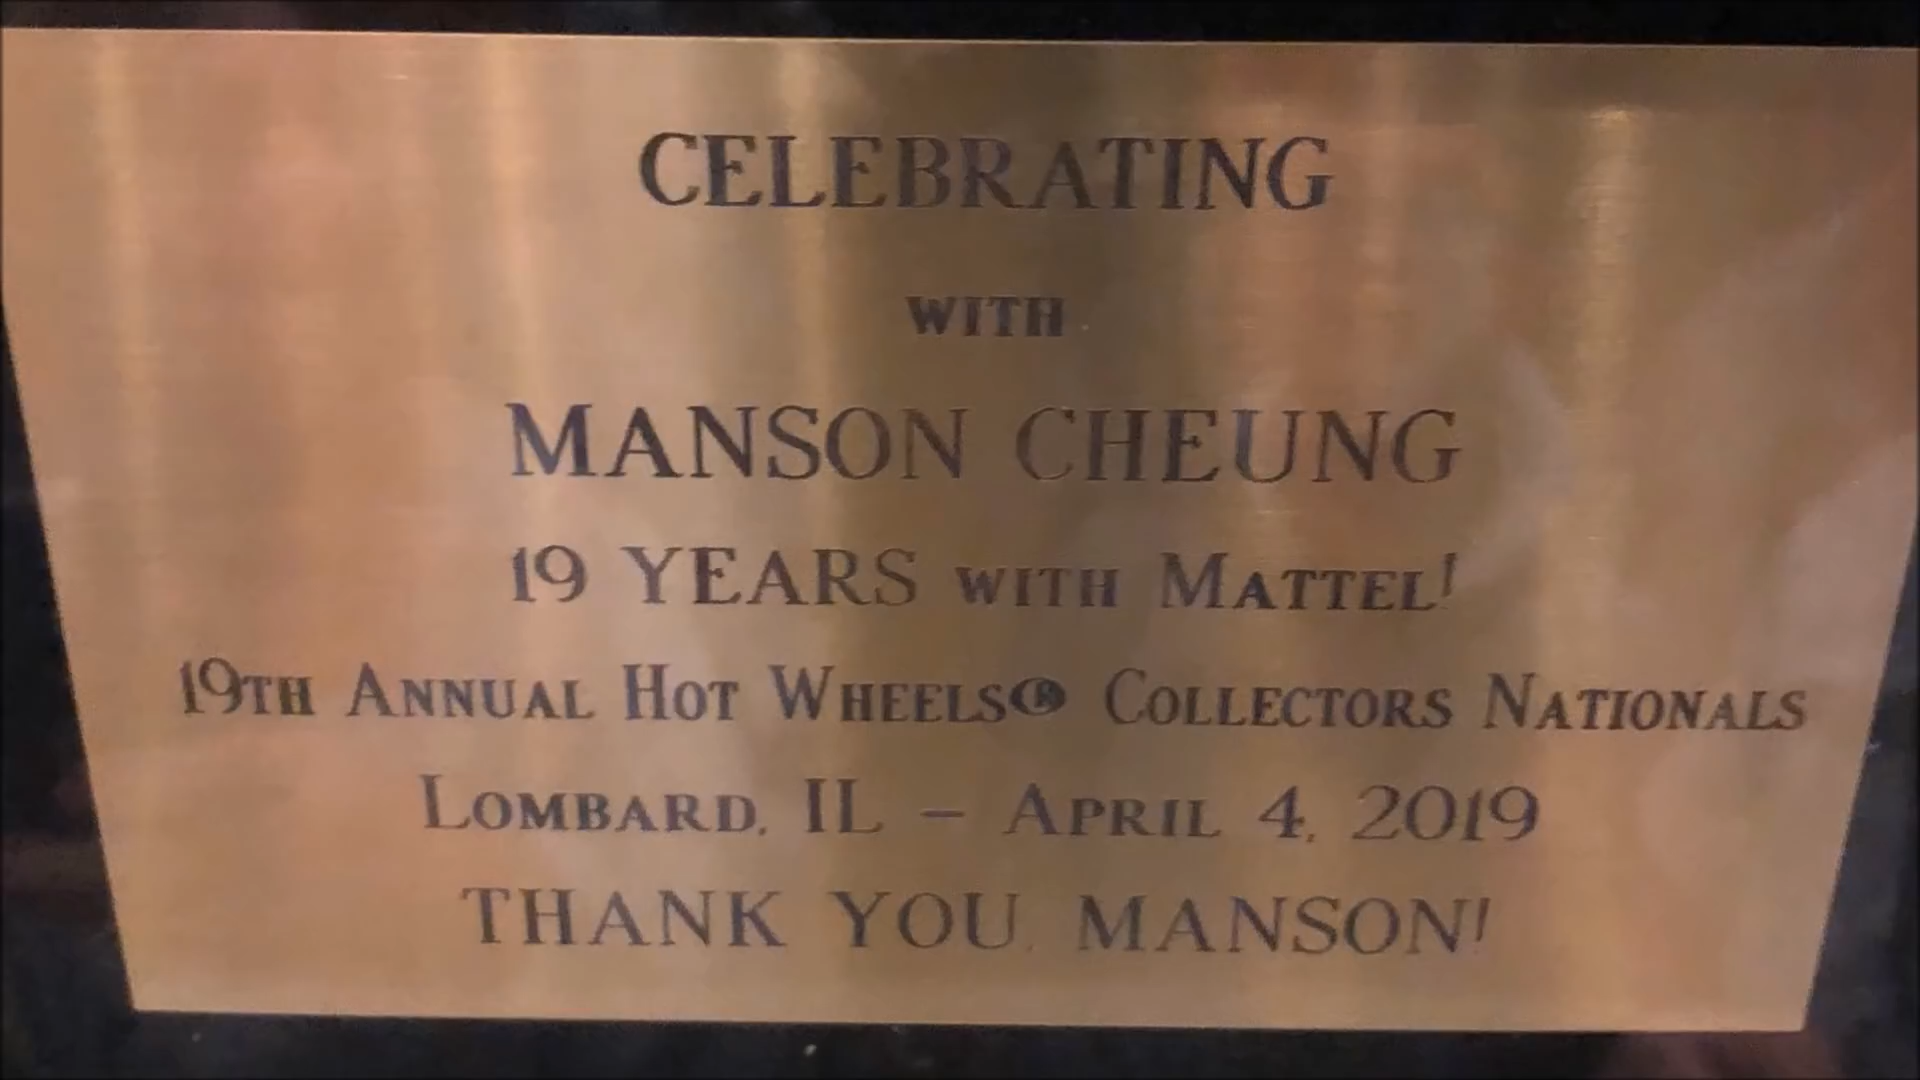 CELEBRATING
WITH
MANSON CHEUNG
19 YEARS WITH MATTEL!
19TH ANNUAL HOT WHEELS® COLLECTORS NATIONALS
LOMBARD, IL – APRIL 4, 2019
THANK YOU, MANSON!